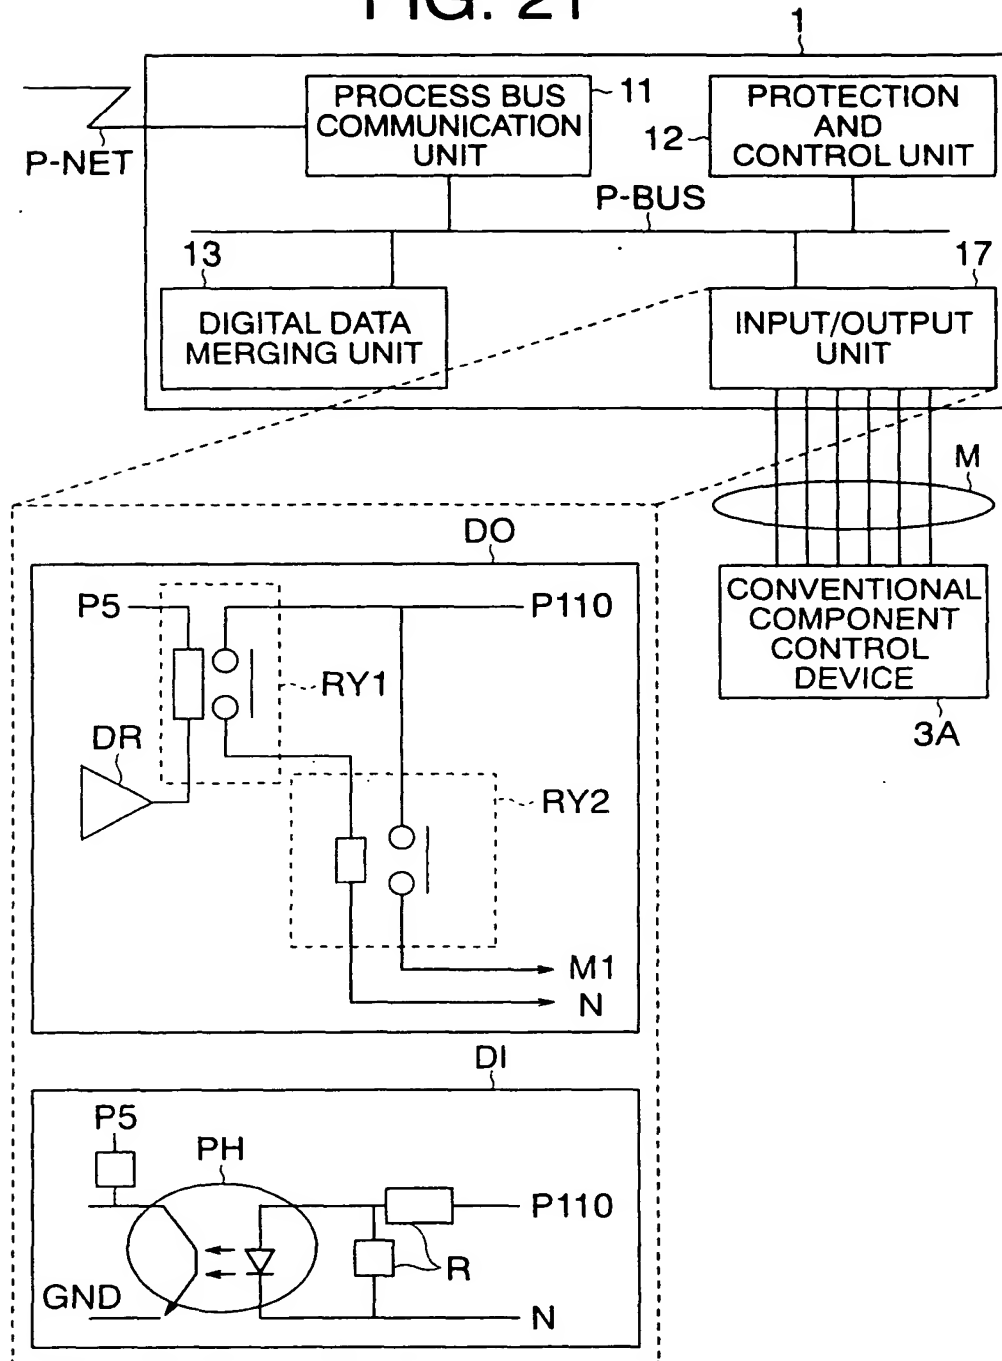 FIG. 21
1
PROCESS BUS
COMMUNICATION
UNIT
11
PROTECTION
AND
CONTROL UNIT
12
P-NET
P-BUS
13
17
DIGITAL DATA
MERGING UNIT
INPUT/OUTPUT
UNIT
M
DO
CONVENTIONAL
COMPONENT
CONTROL
DEVICE
3A
P5
P110
RY1
DR
RY2
M1
N
DI
P5
PH
P110
R
GND
N